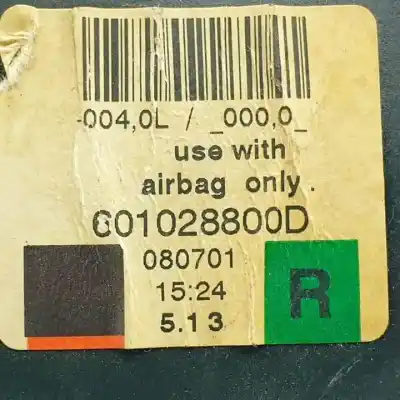 -004,0L / _000,0_
use with
airbag only.
601028800D
080701
15:24
5.13
R